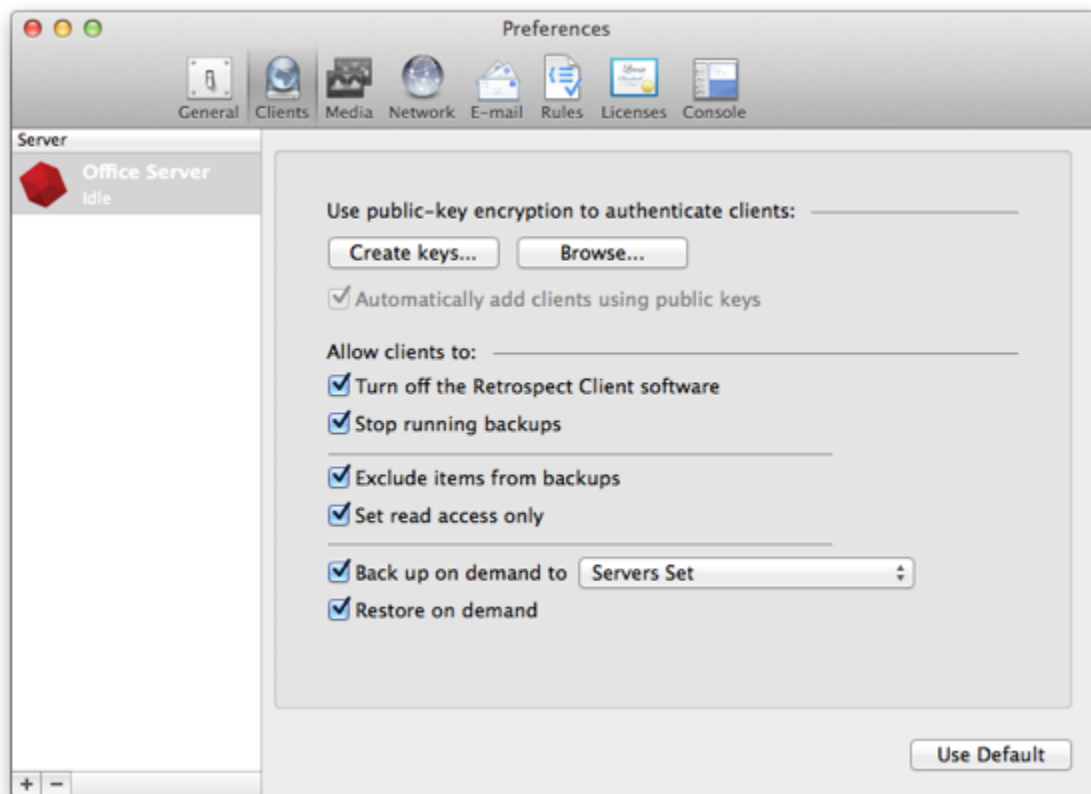 Preferences
General Clients Media Network E-mail Rules Licenses Console
Server
Office Server
Idle
Use public-key encryption to authenticate clients:
Create keys... Browse...
Automatically add clients using public keys
Allow clients to:
Turn off the Retrospect Client software
Stop running backups
Exclude items from backups
Set read access only
Back up on demand to Servers Set
Restore on demand
Use Default
+ −